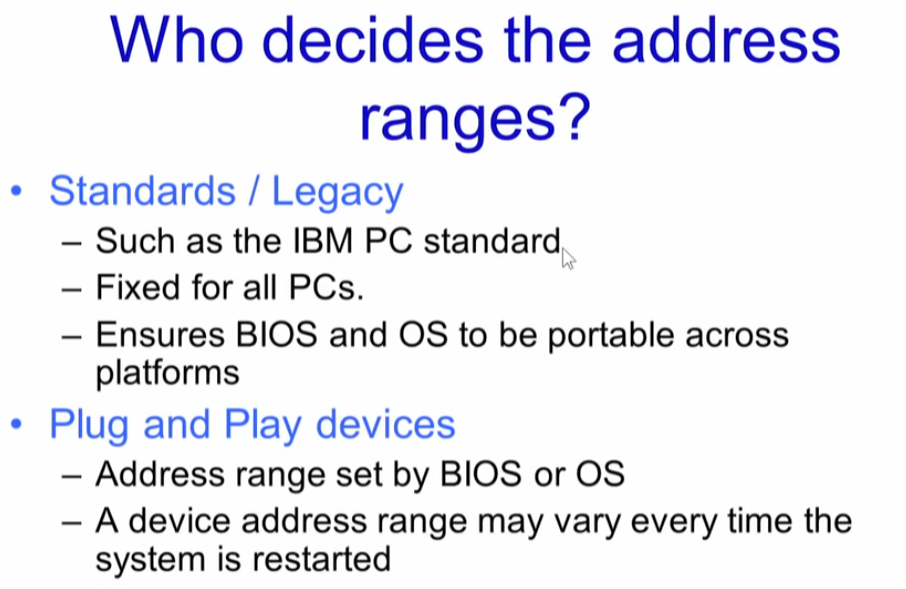 Who decides the address
ranges?
• Standards / Legacy
– Such as the IBM PC standard
– Fixed for all PCs.
– Ensures BIOS and OS to be portable across
platforms
• Plug and Play devices
– Address range set by BIOS or OS
– A device address range may vary every time the
system is restarted